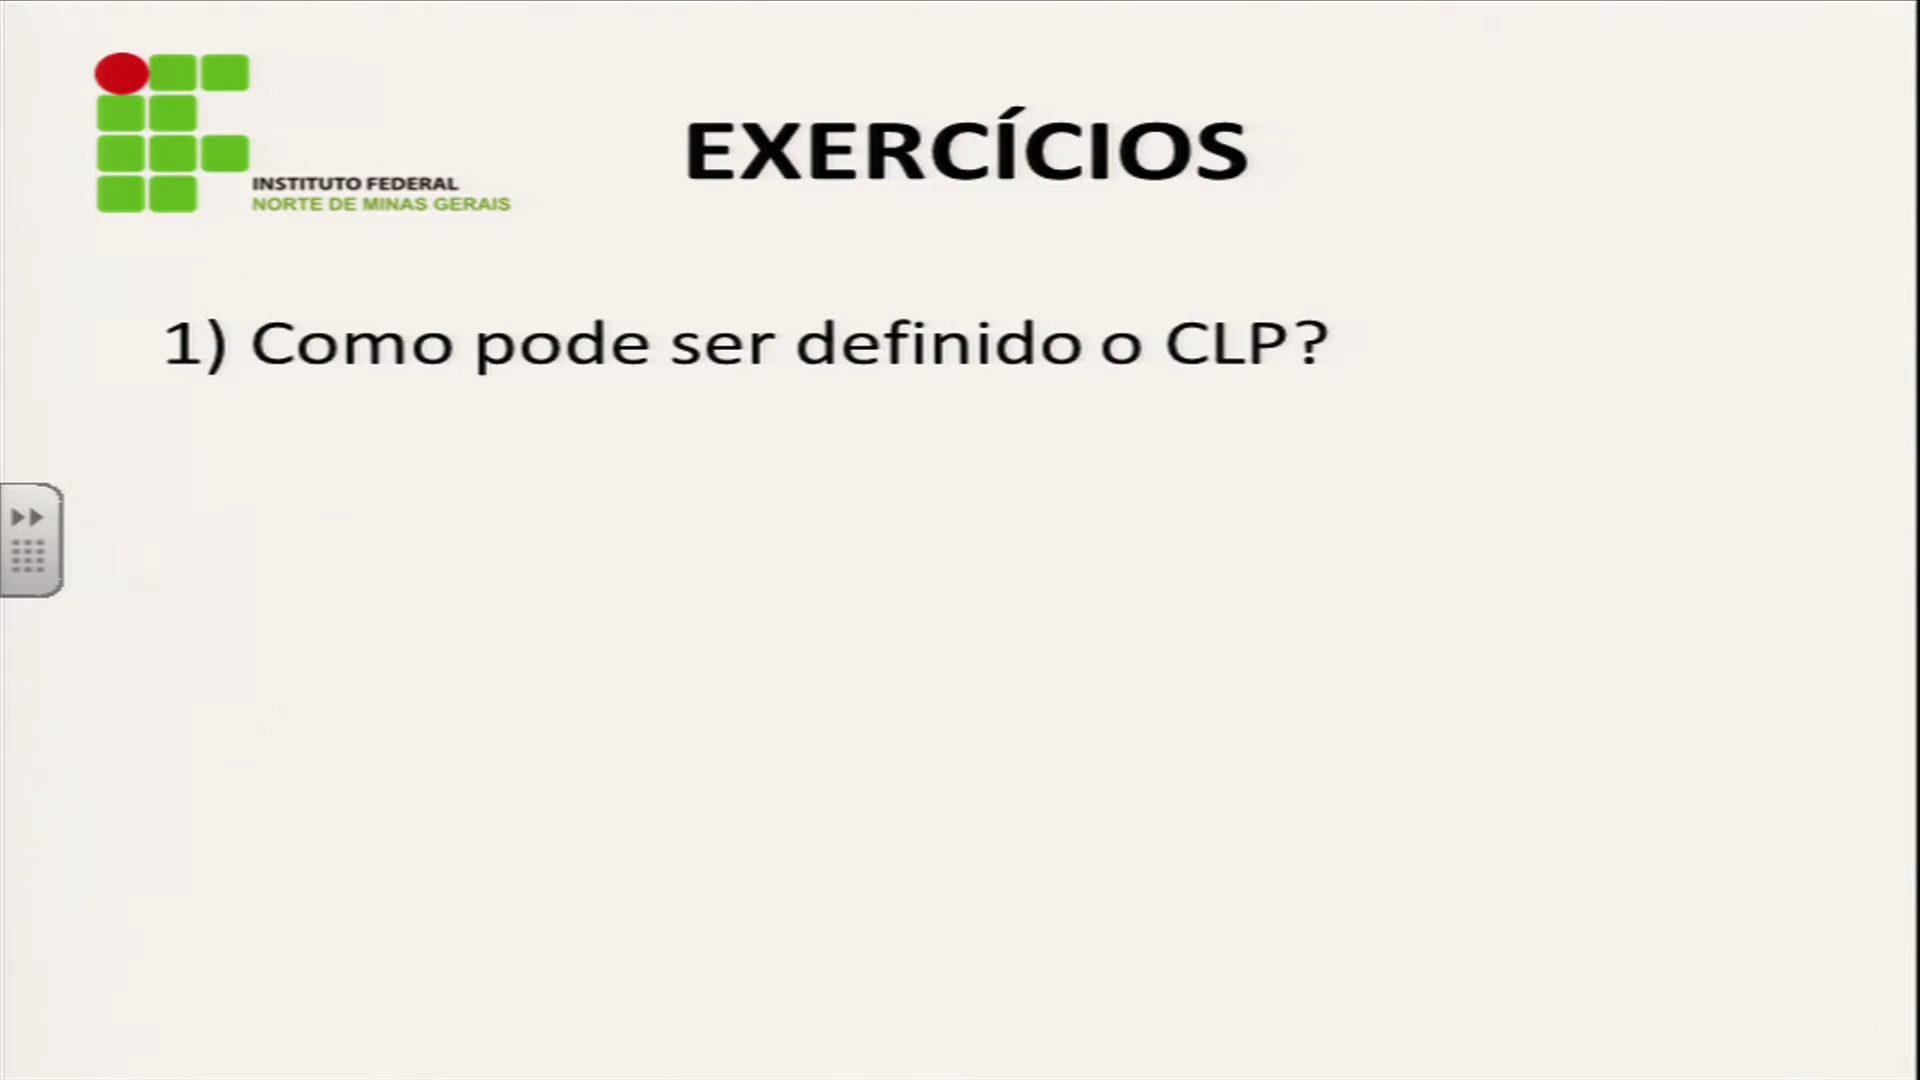 EXERCÍCIOS
INSTITUTO FEDERAL
NORTE DE MINAS GERAIS
1) Como pode ser definido o CLP?